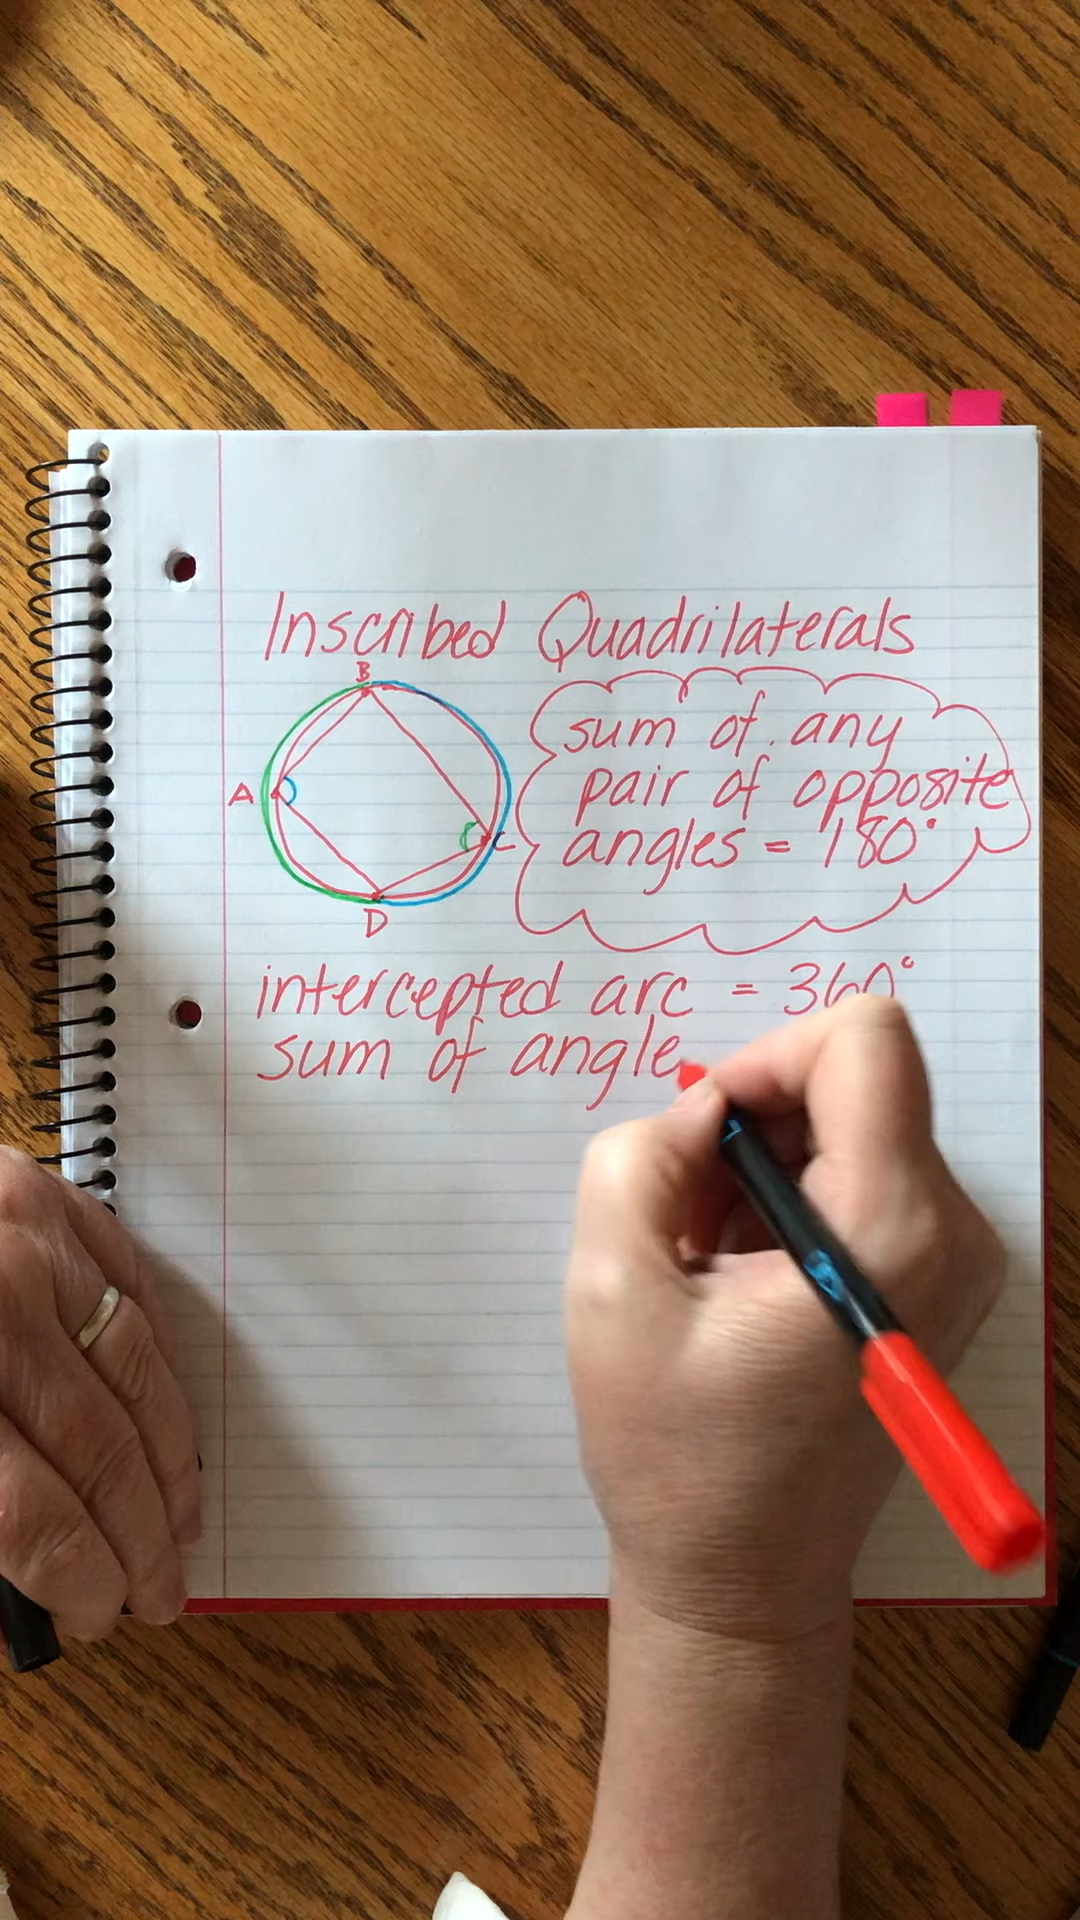 Inscribed Quadrilaterals
B
sum of any
A
pair of opposite
C
angles = 180°
D
intercepted arc = 360°
sum of angle